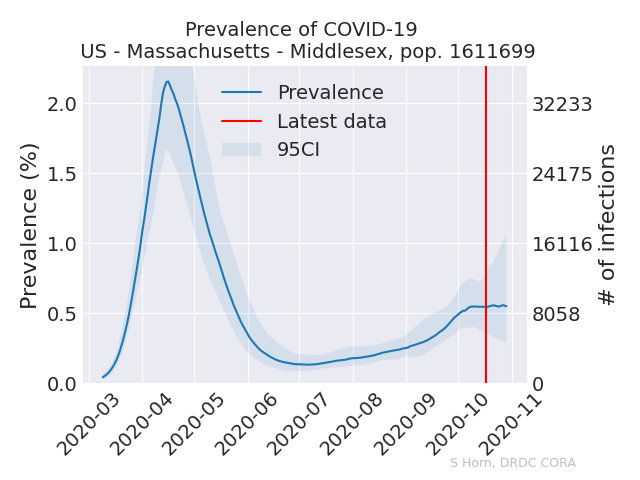 Prevalence of COVID-19
US - Massachusetts - Middlesex, pop. 1611699
Prevalence
Latest data
95CI
Prevalence (%)
2.0
1.5
1.0
0.5
0.0
32233
24175
16116
8058
0
# of infections
2020-03
2020-04
2020-05
2020-06
2020-07
2020-08
2020-09
2020-10
2020-11
S Horn, DRDC CORA